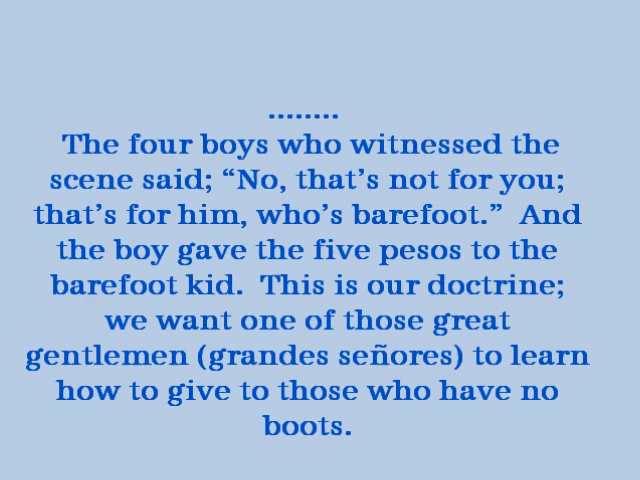 ........
The four boys who witnessed the
scene said; “No, that’s not for you;
that’s for him, who’s barefoot.”  And
the boy gave the five pesos to the
barefoot kid.  This is our doctrine;
we want one of those great
gentlemen (grandes señores) to learn
how to give to those who have no
boots.